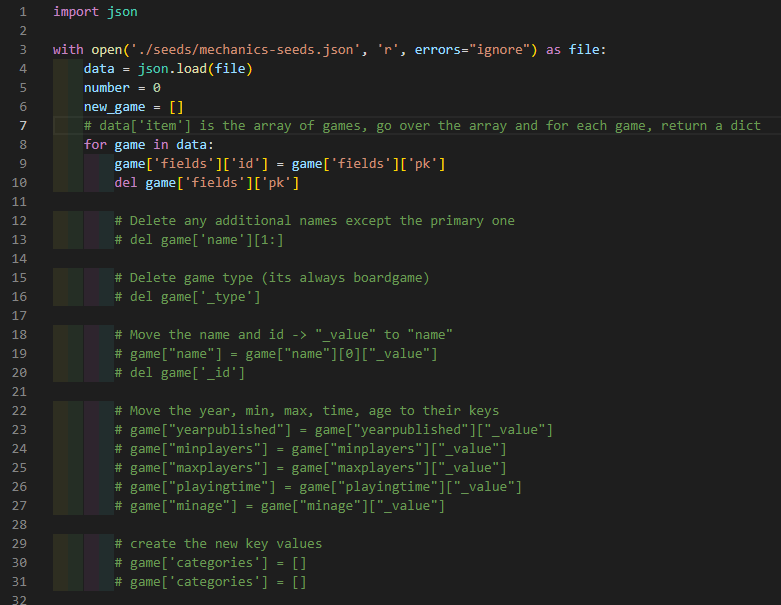 1 import json
2
3 with open('./seeds/mechanics-seeds.json', 'r', errors="ignore") as file:
4     data = json.load(file)
5     number = 0
6     new_game = []
7     # data['item'] is the array of games, go over the array and for each game, return a dict
8     for game in data:
9         game['fields']['id'] = game['fields']['pk']
10         del game['fields']['pk']
11
12         # Delete any additional names except the primary one
13         # del game['name'][1:]
14
15         # Delete game type (its always boardgame)
16         # del game['_type']
17
18         # Move the name and id -> "_value" to "name"
19         # game["name"] = game["name"][0]["_value"]
20         # del game['_id']
21
22         # Move the year, min, max, time, age to their keys
23         # game["yearpublished"] = game["yearpublished"]["_value"]
24         # game["minplayers"] = game["minplayers"]["_value"]
25         # game["maxplayers"] = game["maxplayers"]["_value"]
26         # game["playingtime"] = game["playingtime"]["_value"]
27         # game["minage"] = game["minage"]["_value"]
28
29         # create the new key values
30         # game['categories'] = []
31         # game['categories'] = []
32